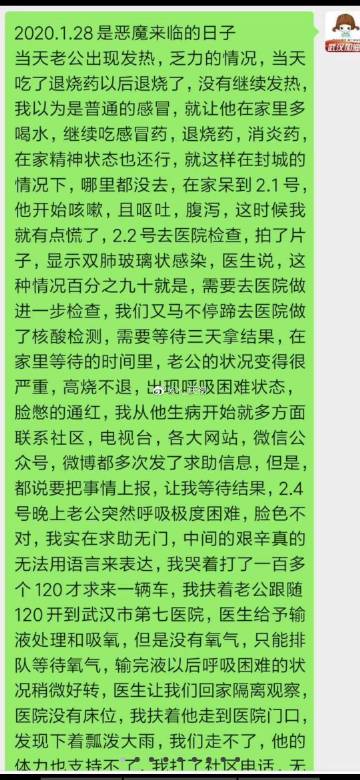 2020.1.28是恶魔来临的日子
当天老公出现发热，乏力的情况，当天
吃了退烧药以后退烧了，没有继续发热，
我以为是普通的感冒，就让他在家里多
喝水，继续吃感冒药，退烧药，消炎药，
在家精神状态也还行，就这样在封城的
情况下，哪里都没去，在家呆到2.1号，
他开始咳嗽，且呕吐，腹泻，这时候我
就有点慌了，2.2号去医院检查，拍了片
子，显示双肺玻璃状感染，医生说，这
种情况百分之九十就是，需要去医院做
进一步检查，我们又马不停蹄去医院做
了核酸检测，需要等待三天拿结果，在
家里等待的时间里，老公的状况变得很
严重，高烧不退，出现呼吸困难状态，
脸憋的通红，我从他生病开始就多方面
联系社区，电视台，各大网站，微信公
众号，微博都多次发了求助信息，但是，
都说要把事情上报，让我等待结果，2.4
号晚上老公突然呼吸极度困难，脸色不
对，我实在求助无门，中间的艰辛真的
无法用语言来表达，我哭着打了一百多
个120才求来一辆车，我扶着老公跟随
120开到武汉市第七医院，医生给予输
液处理和吸氧，但是没有氧气，只能排
队等待氧气，输完液以后呼吸困难的状
况稍微好转，医生让我们回家隔离观察，
医院没有床位，我扶着他走到医院门口，
发现下着瓢泼大雨，我们走不了，他的
体力也支持不了，我打 电话，无
武汉加油